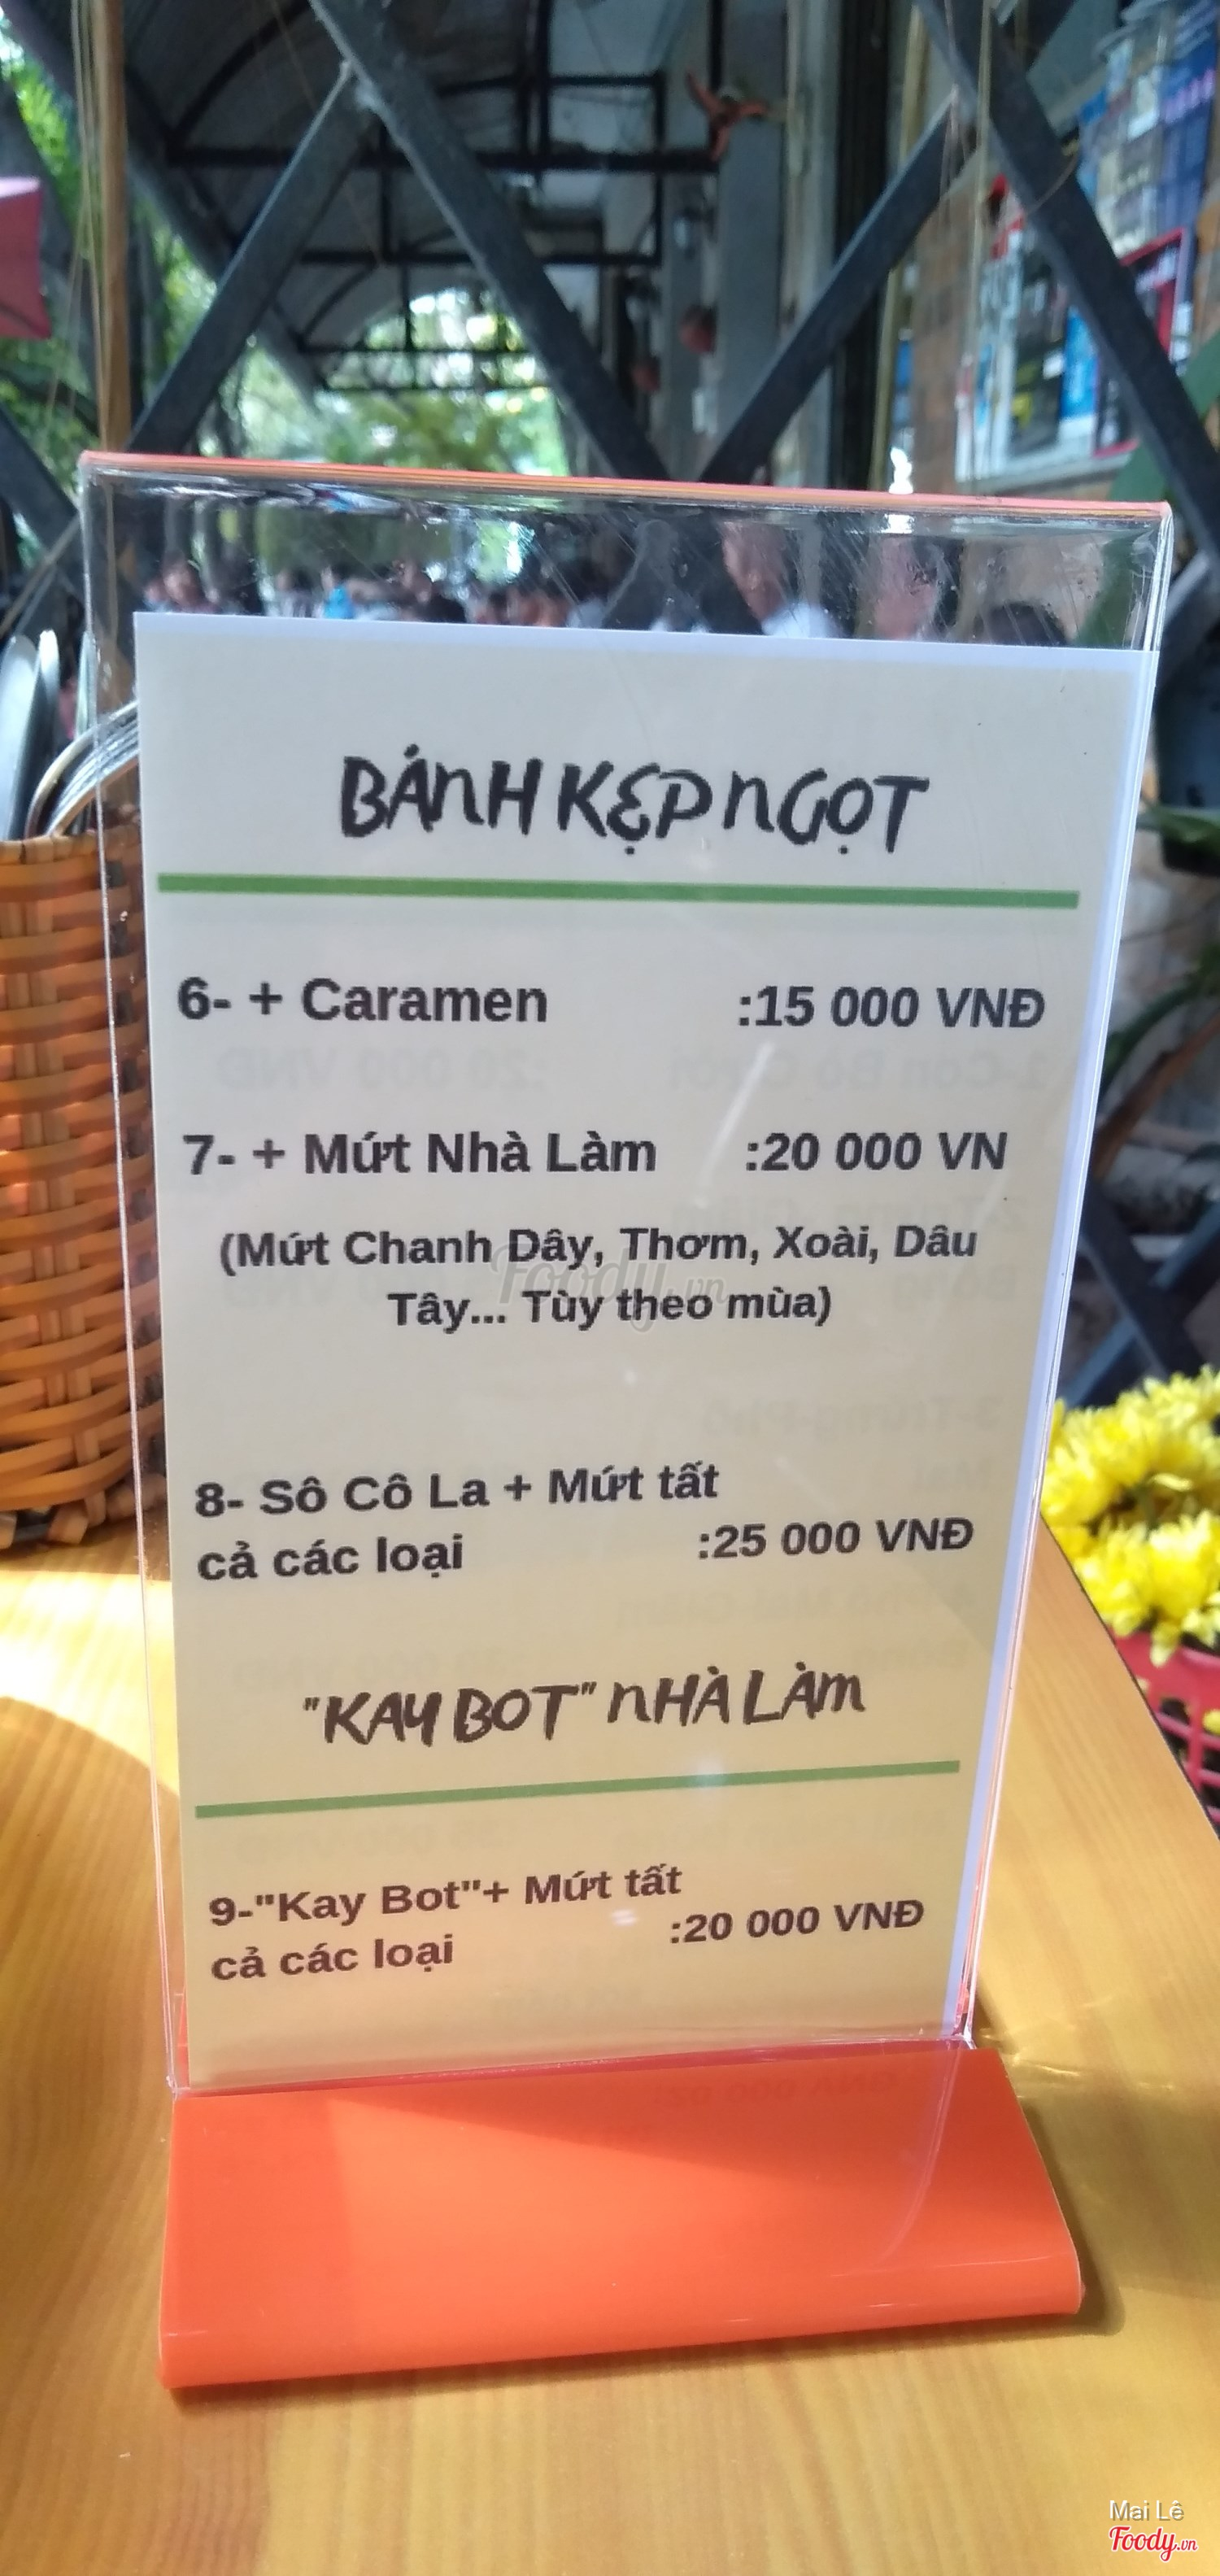 BÁNH KẸP NGỌT
6- + Caramen :15 000 VNĐ
7- + Mứt Nhà Làm :20 000 VN
(Mứt Chanh Dây, Thơm, Xoài, Dâu
Tây... Tùy theo mùa)
Foody.vn
8- Sô Cô La + Mứt tất
cả các loại :25 000 VNĐ
"KAY BOT" NHÀ LÀM
9-"Kay Bot"+ Mứt tất
cả các loại :20 000 VNĐ
Mai Lê
Foody.vn